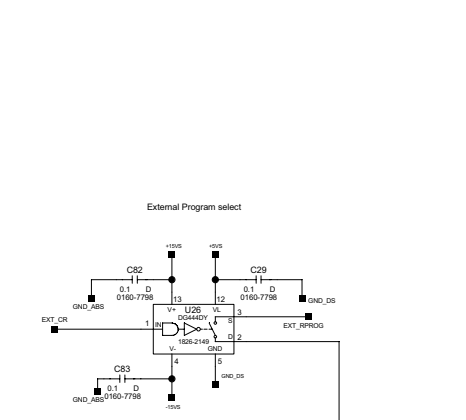 External Program select
+15VS
+5VS
C82
C29
0.1 D
0160-7798
0.1 D
0160-7798
GND_ABS
GND_DS
13
12
V+
U26
VL
DG444DY
3
EXT_CR
1
IN
S
EXT_RPROG
D
2
1826-2149
V-
GND
4
5
C83
GND_DS
0.1 D
GND_ABS
0160-7798
-15VS